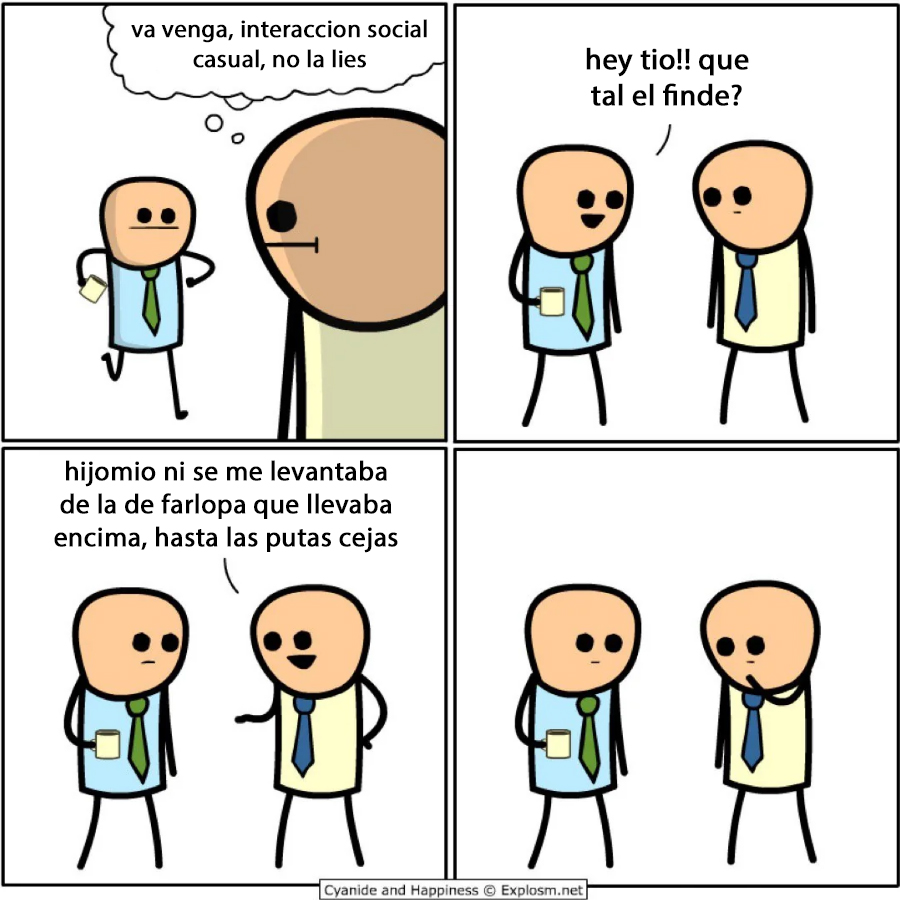 va venga, interaccion social
casual, no la lies
hey tio!! que
tal el finde?
hijomio ni se me levantaba
de la de farlopa que llevaba
encima, hasta las putas cejas
Cyanide and Happiness © Explosm.net